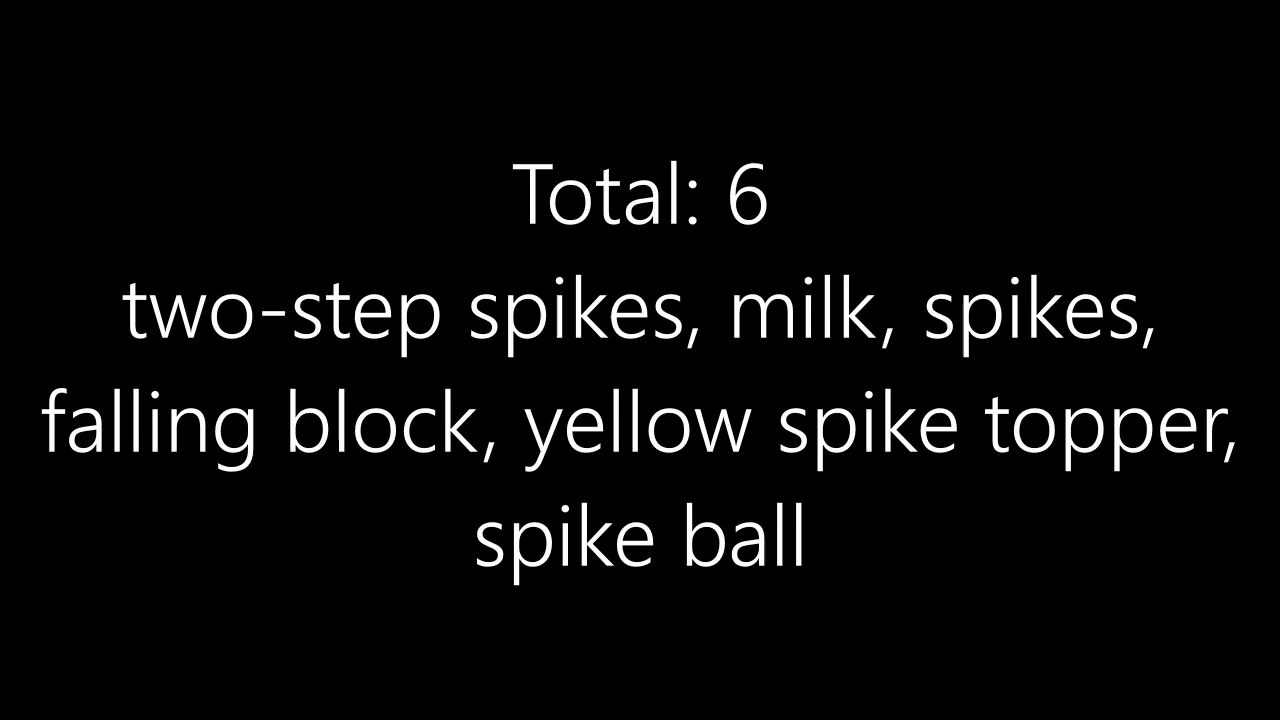 Total: 6
two-step spikes, milk, spikes,
falling block, yellow spike topper,
spike ball